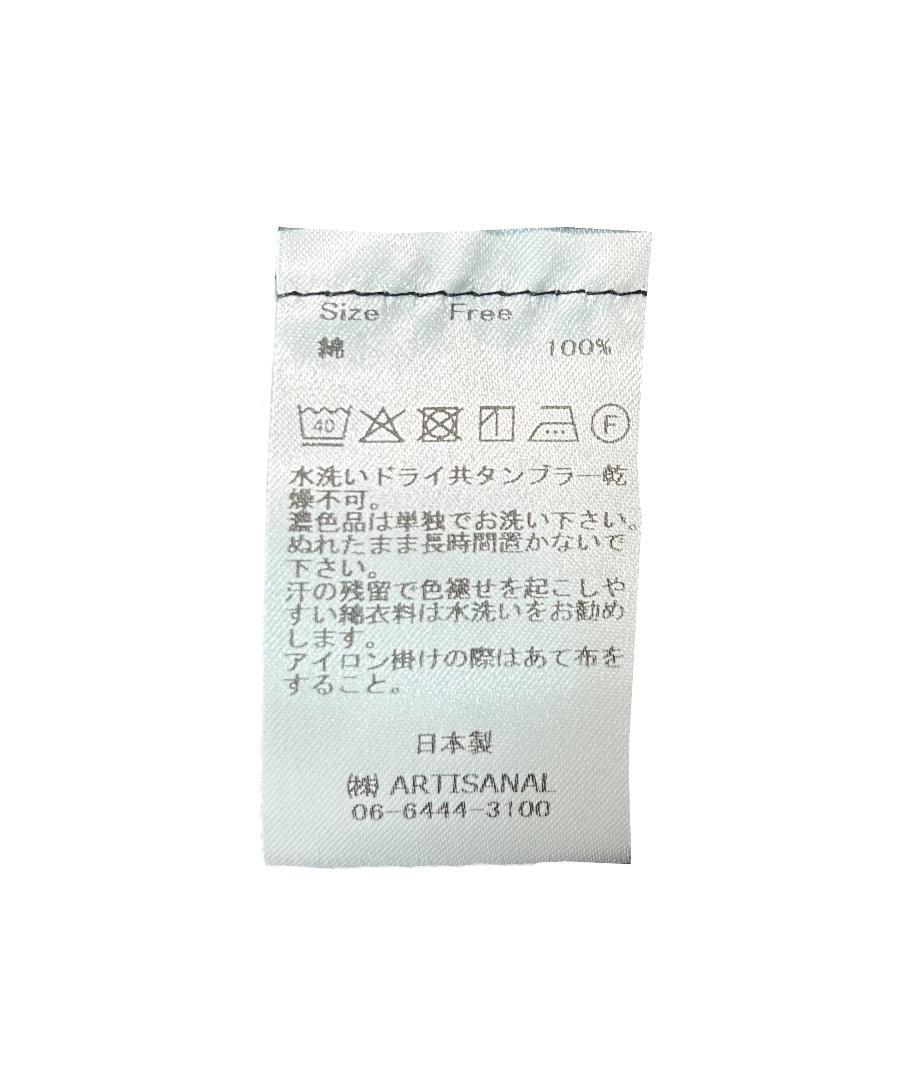 Size Free
綿 100%
40 F
水洗いドライ共タンブラー乾
燥不可。
濃色品は単独でお洗い下さい。
ぬれたまま長時間置かないで
下さい。
汗の残留で色褪せを起こしや
すい綿衣料は水洗いをお勧め
します。
アイロン掛けの際はあて布を
すること。
日本製
㈱ ARTISANAL
06-6444-3100